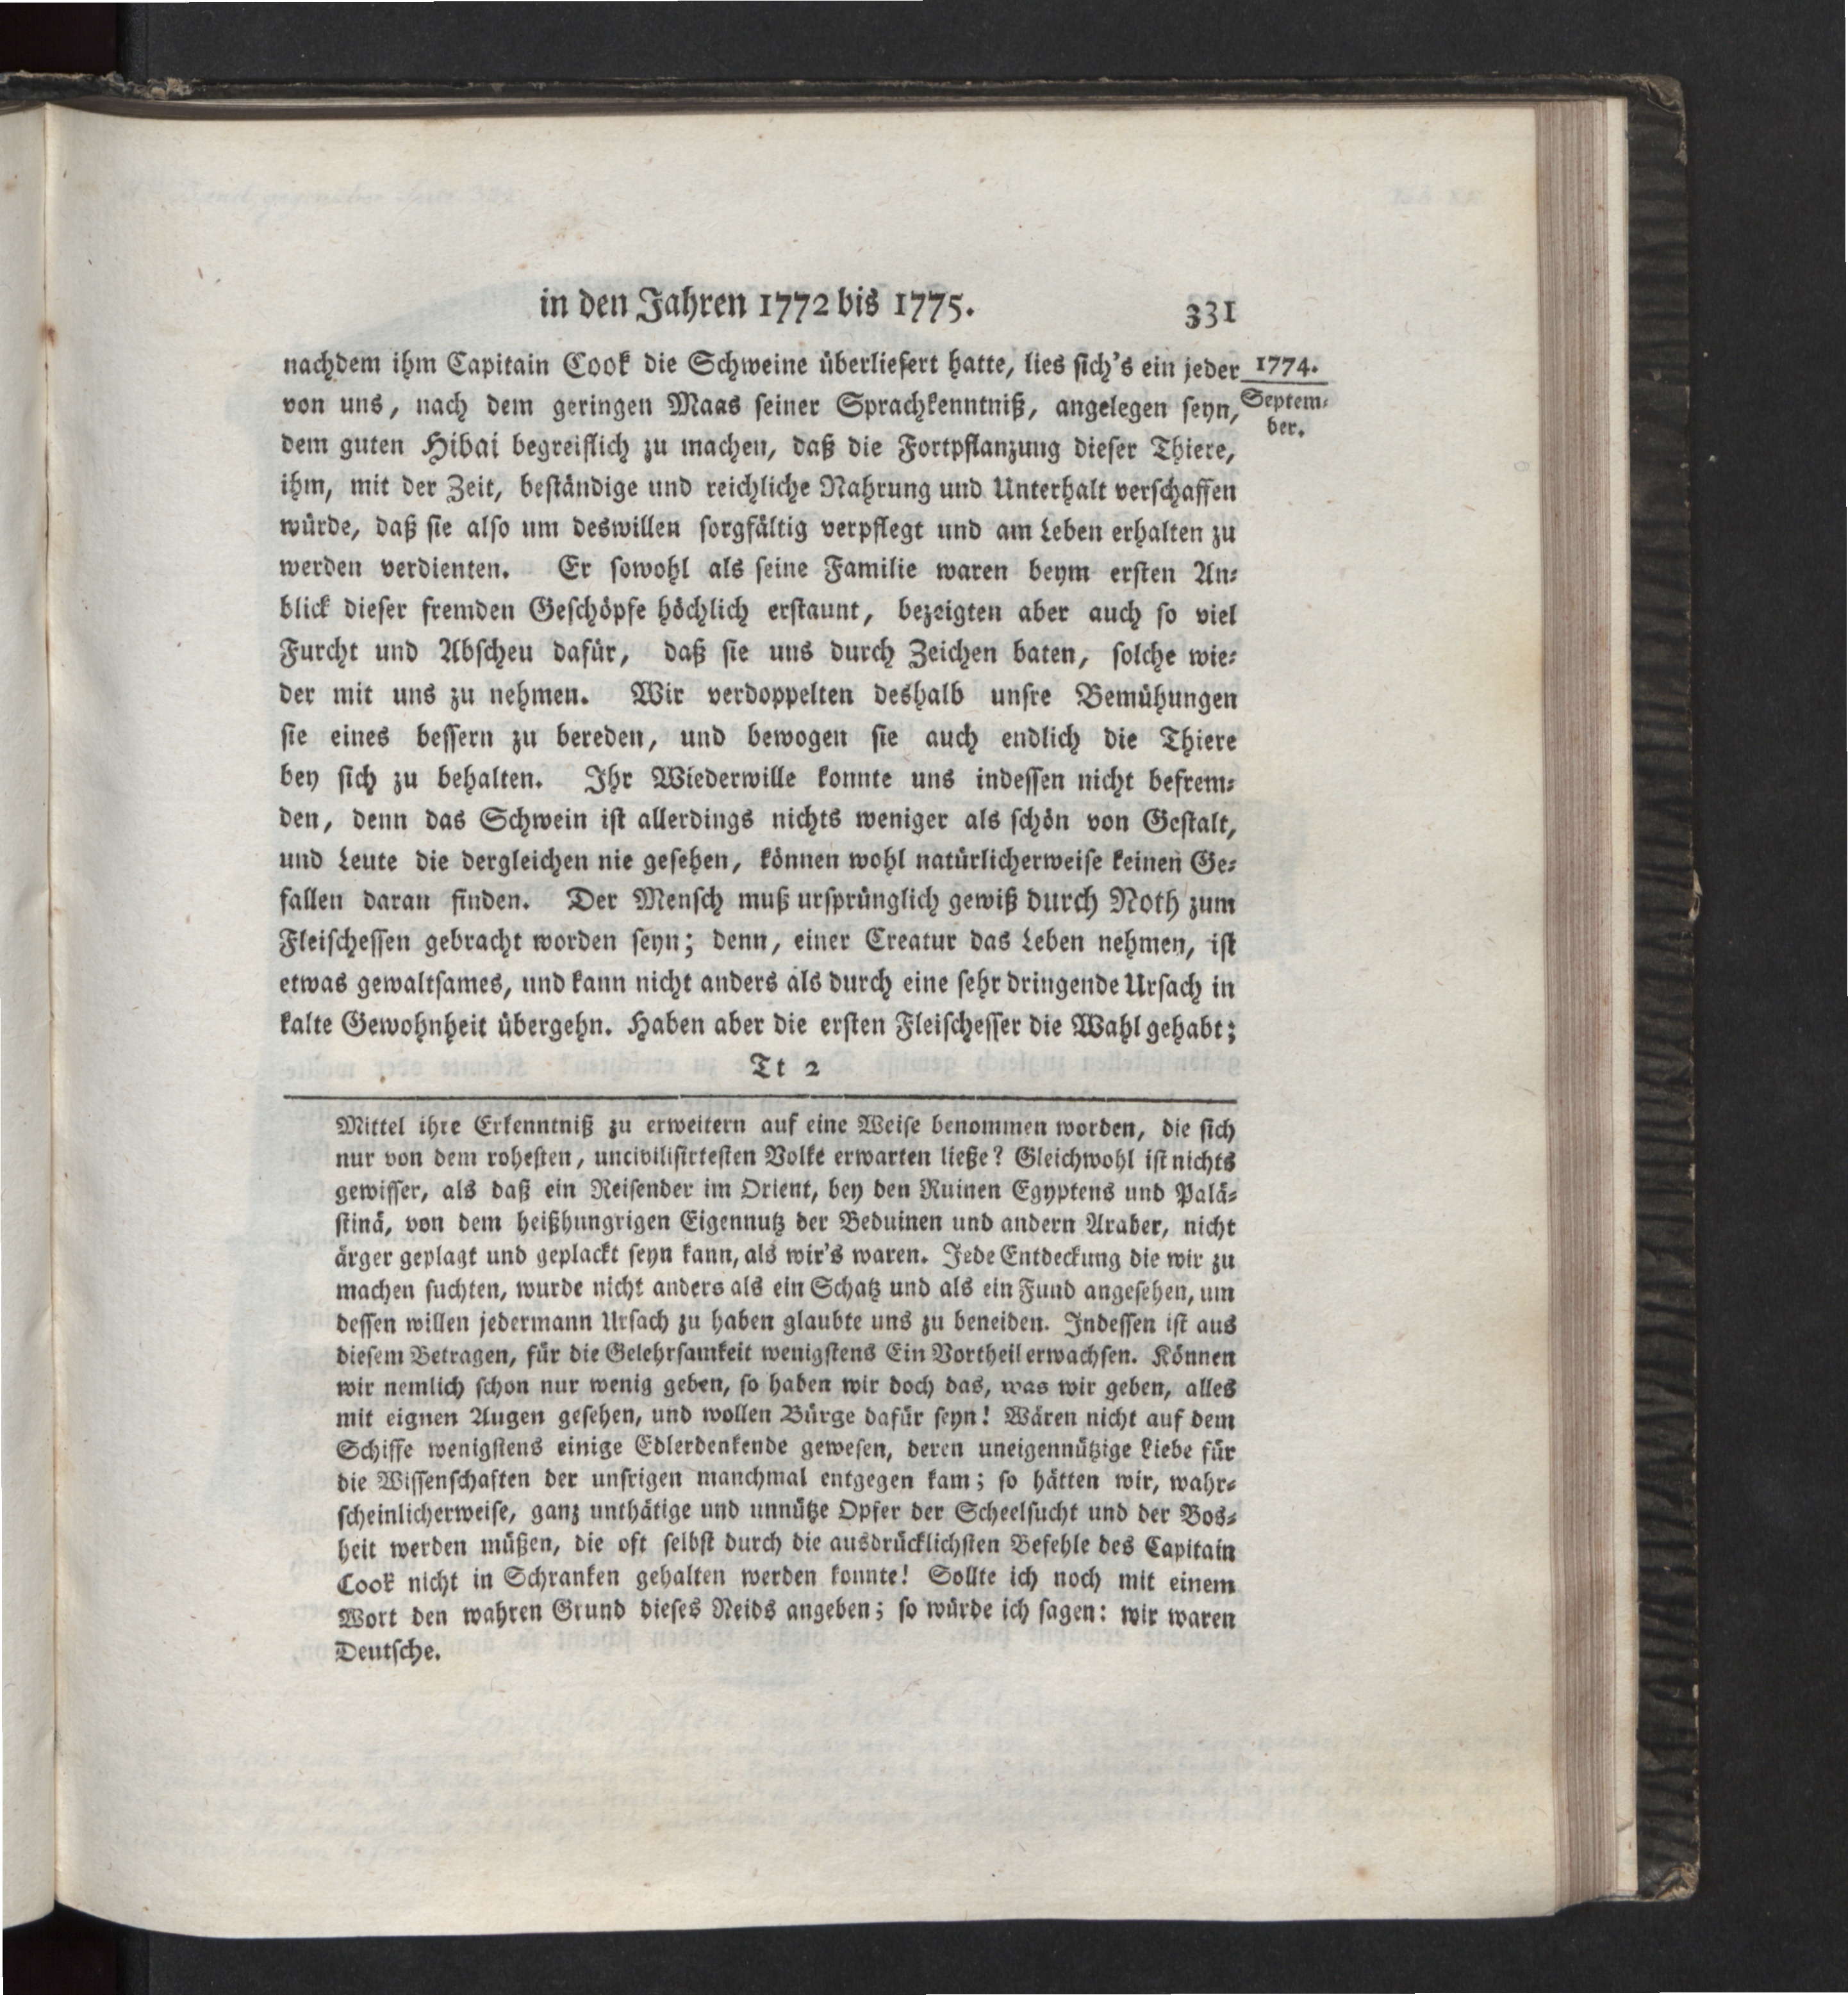 in den Jahren 1772 bis 1775. 331
nachdem ihm Capitain Cook die Schweine überliefert hatte, lies sich's ein jeder
von uns, nach dem geringen Maas seiner Sprachkenntniß, angelegen seyn,
dem guten Hibai begreiflich zu machen, daß die Fortpflanzung dieser Thiere,
ihm, mit der Zeit, beständige und reichliche Nahrung und Unterhalt verschaffen
würde, daß sie also um deswillen sorgfältig verpflegt und am Leben erhalten zu
werden verdienten. Er sowohl als seine Familie waren beym ersten An-
blick dieser fremden Geschöpfe höchlich erstaunt, bezeigten aber auch so viel
Furcht und Abscheu dafür, daß sie uns durch Zeichen baten, solche wie-
der mit uns zu nehmen. Wir verdoppelten deshalb unsre Bemühungen
sie eines bessern zu bereden, und bewogen sie auch endlich die Thiere
bey sich zu behalten. Ihr Wiederwille konnte uns indessen nicht befrem-
den, denn das Schwein ist allerdings nichts weniger als schön von Gestalt,
und Leute die dergleichen nie gesehen, können wohl natürlicherweise keinen Ge-
fallen daran finden. Der Mensch muß ursprünglich gewiß durch Noth zum
Fleischessen gebracht worden seyn; denn, einer Creatur das Leben nehmen, ist
etwas gewaltsames, und kann nicht anders als durch eine sehr dringende Ursach in
kalte Gewohnheit übergehn. Haben aber die ersten Fleischesser die Wahl gehabt;
1774.
Septem-
ber.
Tt 2
Mittel ihre Erkenntniß zu erweitern auf eine Weise benommen worden, die sich
nur von dem rohesten, uncivilisirtesten Volke erwarten ließe? Gleichwohl ist nichts
gewisser, als daß ein Reisender im Orient, bey den Ruinen Egyptens und Palä-
stinä, von dem heißhungrigen Eigennutz der Beduinen und andern Araber, nicht
ärger geplagt und geplackt seyn kann, als wir's waren. Jede Entdeckung die wir zu
machen suchten, wurde nicht anders als ein Schatz und als ein Fund angesehen, um
dessen willen jedermann Ursach zu haben glaubte uns zu beneiden. Indessen ist aus
diesem Betragen, für die Gelehrsamkeit wenigstens Ein Vortheil erwachsen. Können
wir nemlich schon nur wenig geben, so haben wir doch das, was wir geben, alles
mit eignen Augen gesehen, und wollen Bürge dafür seyn! Wären nicht auf dem
Schiffe wenigstens einige Edlerdenkende gewesen, deren uneigennützige Liebe für
die Wissenschaften der unsrigen manchmal entgegen kam; so hätten wir, wahr-
scheinlicherweise, ganz unthätige und unnütze Opfer der Scheelsucht und der Bos-
heit werden müßen, die oft selbst durch die ausdrücklichsten Befehle des Capitain
Cook nicht in Schranken gehalten werden konnte! Sollte ich noch mit einem
Wort den wahren Grund dieses Neids angeben; so würde ich sagen: wir waren
Deutsche.